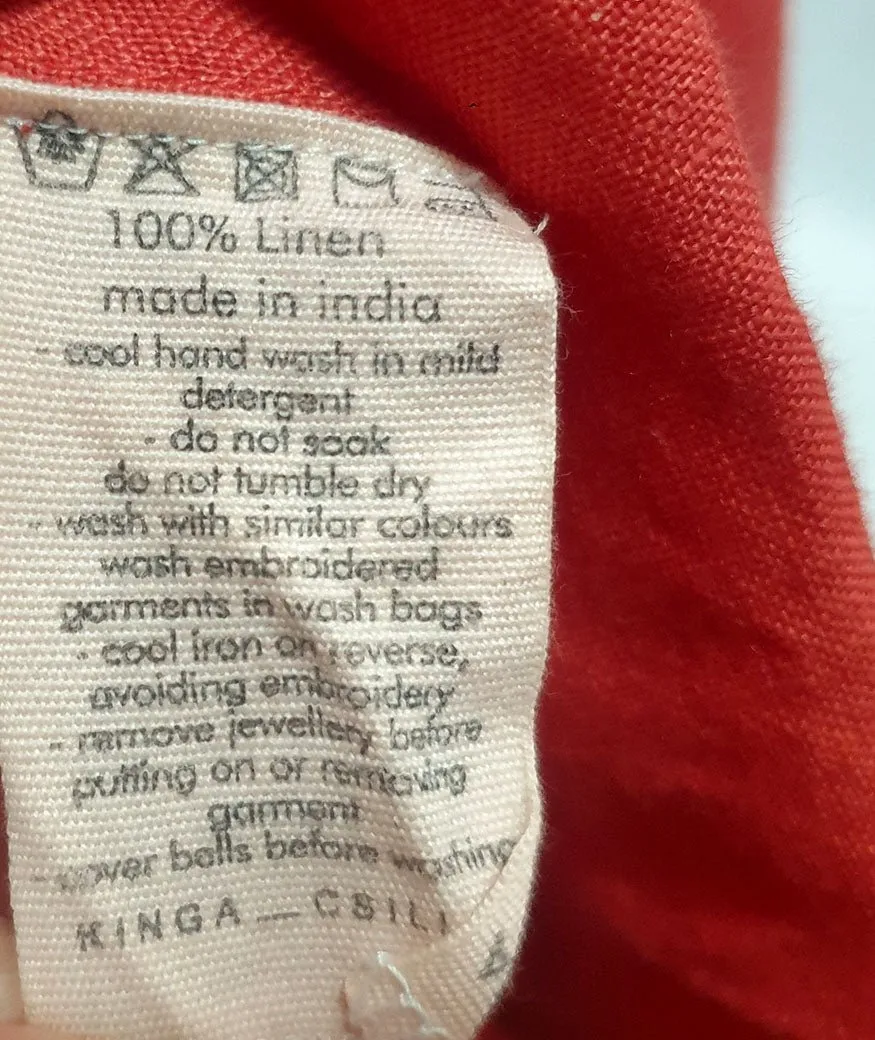 100% Linen
made in india
- cool hand wash in mild
detergent
- do not soak
do not tumble dry
- wash with similar colours
wash embroidered
garments in wash bags
- cool iron on reverse,
avoiding embroidery
- remove jewellery before
putting on or removing
garment
- cover bells before washing
KINGA — CSILL